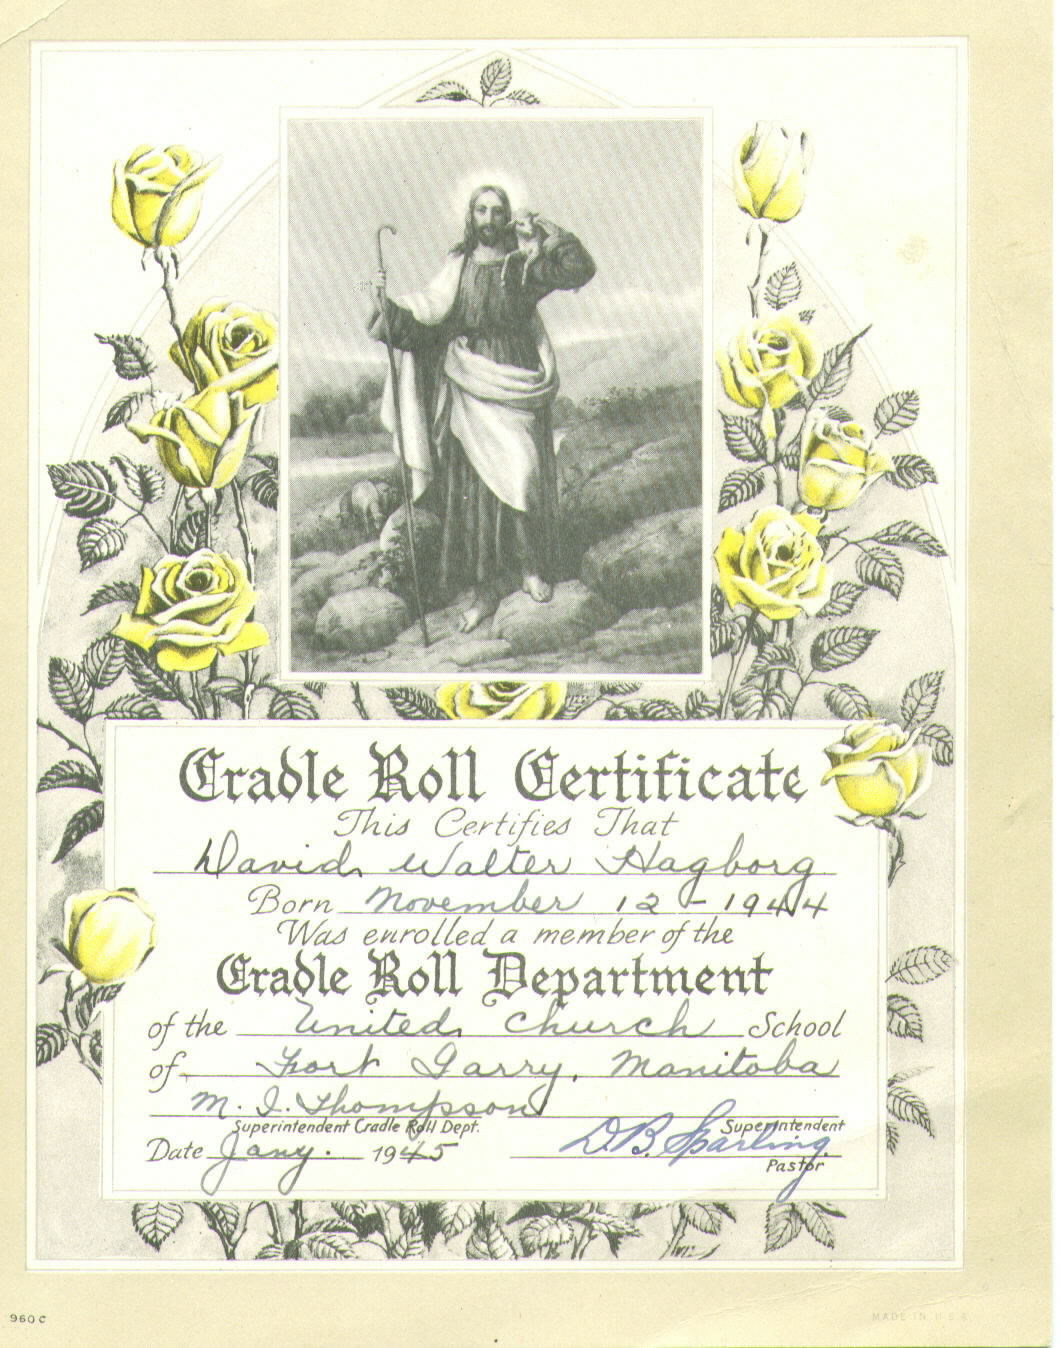 Cradle Roll Certificate
This Certifies That
David Walter Hagborg
Born November 12 - 1944
Was enrolled a member of the
Cradle Roll Department
of the United Church School
of Fort Garry, Manitoba
M. I. Thompson
Superintendent Cradle Roll Dept. Superintendent
Date Jany. 1945 D.B. Sparling
Pastor
960 C MADE IN U.S.A.